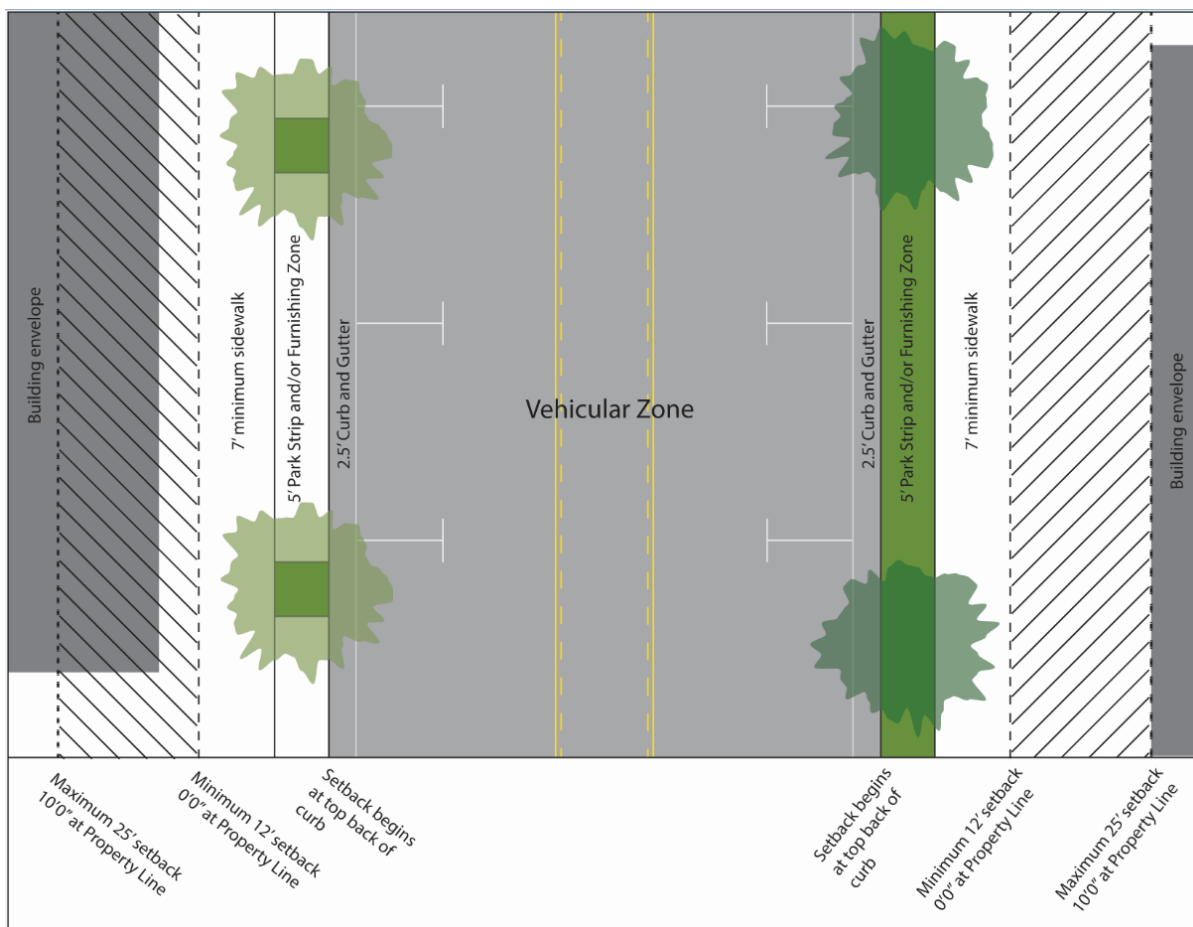 Building envelope
7' minimum sidewalk
5' Park Strip and/or Furnishing Zone
2.5' Curb and Gutter
Vehicular Zone
2.5' Curb and Gutter
5' Park Strip and/or Furnishing Zone
7' minimum sidewalk
Building envelope
Maximum 25' setback
10'0" at Property Line
Minimum 12' setback
0'0" at Property Line
Setback begins
at top back of
curb
Setback begins
at top back of
curb
Minimum 12' setback
0'0" at Property Line
Maximum 25' setback
10'0" at Property Line